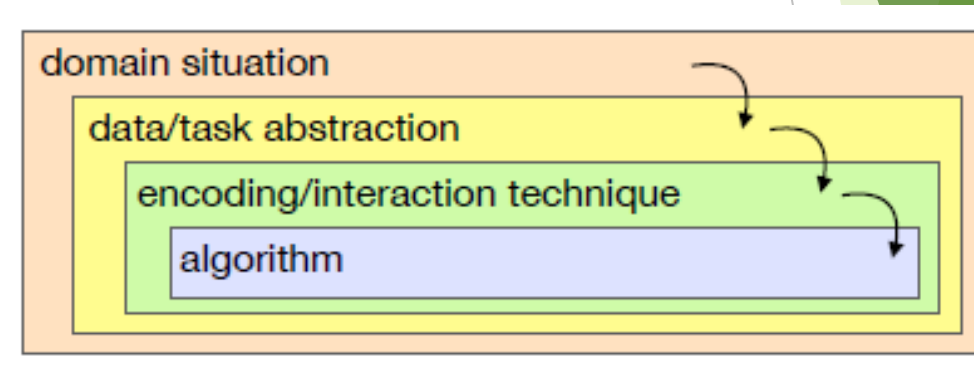 domain situation
data/task abstraction
encoding/interaction technique
algorithm